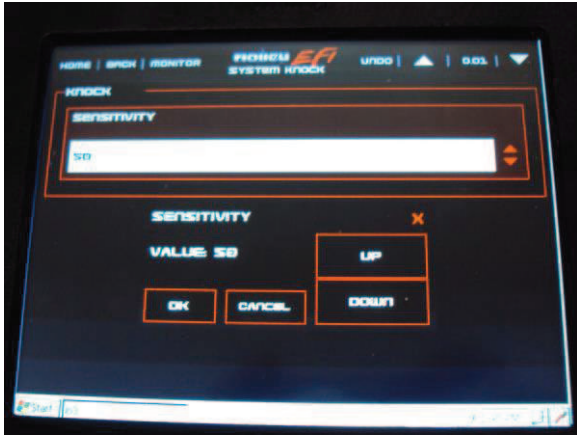 HOME | BACK | MONITOR
HOLLEY EFI
SYSTEM KNOCK
UNDO | ▲ | 0.01 | ▼
KNOCK
SENSITIVITY
50
SENSITIVITY
X
VALUE: 50
UP
OK
CANCEL
DOWN
Start